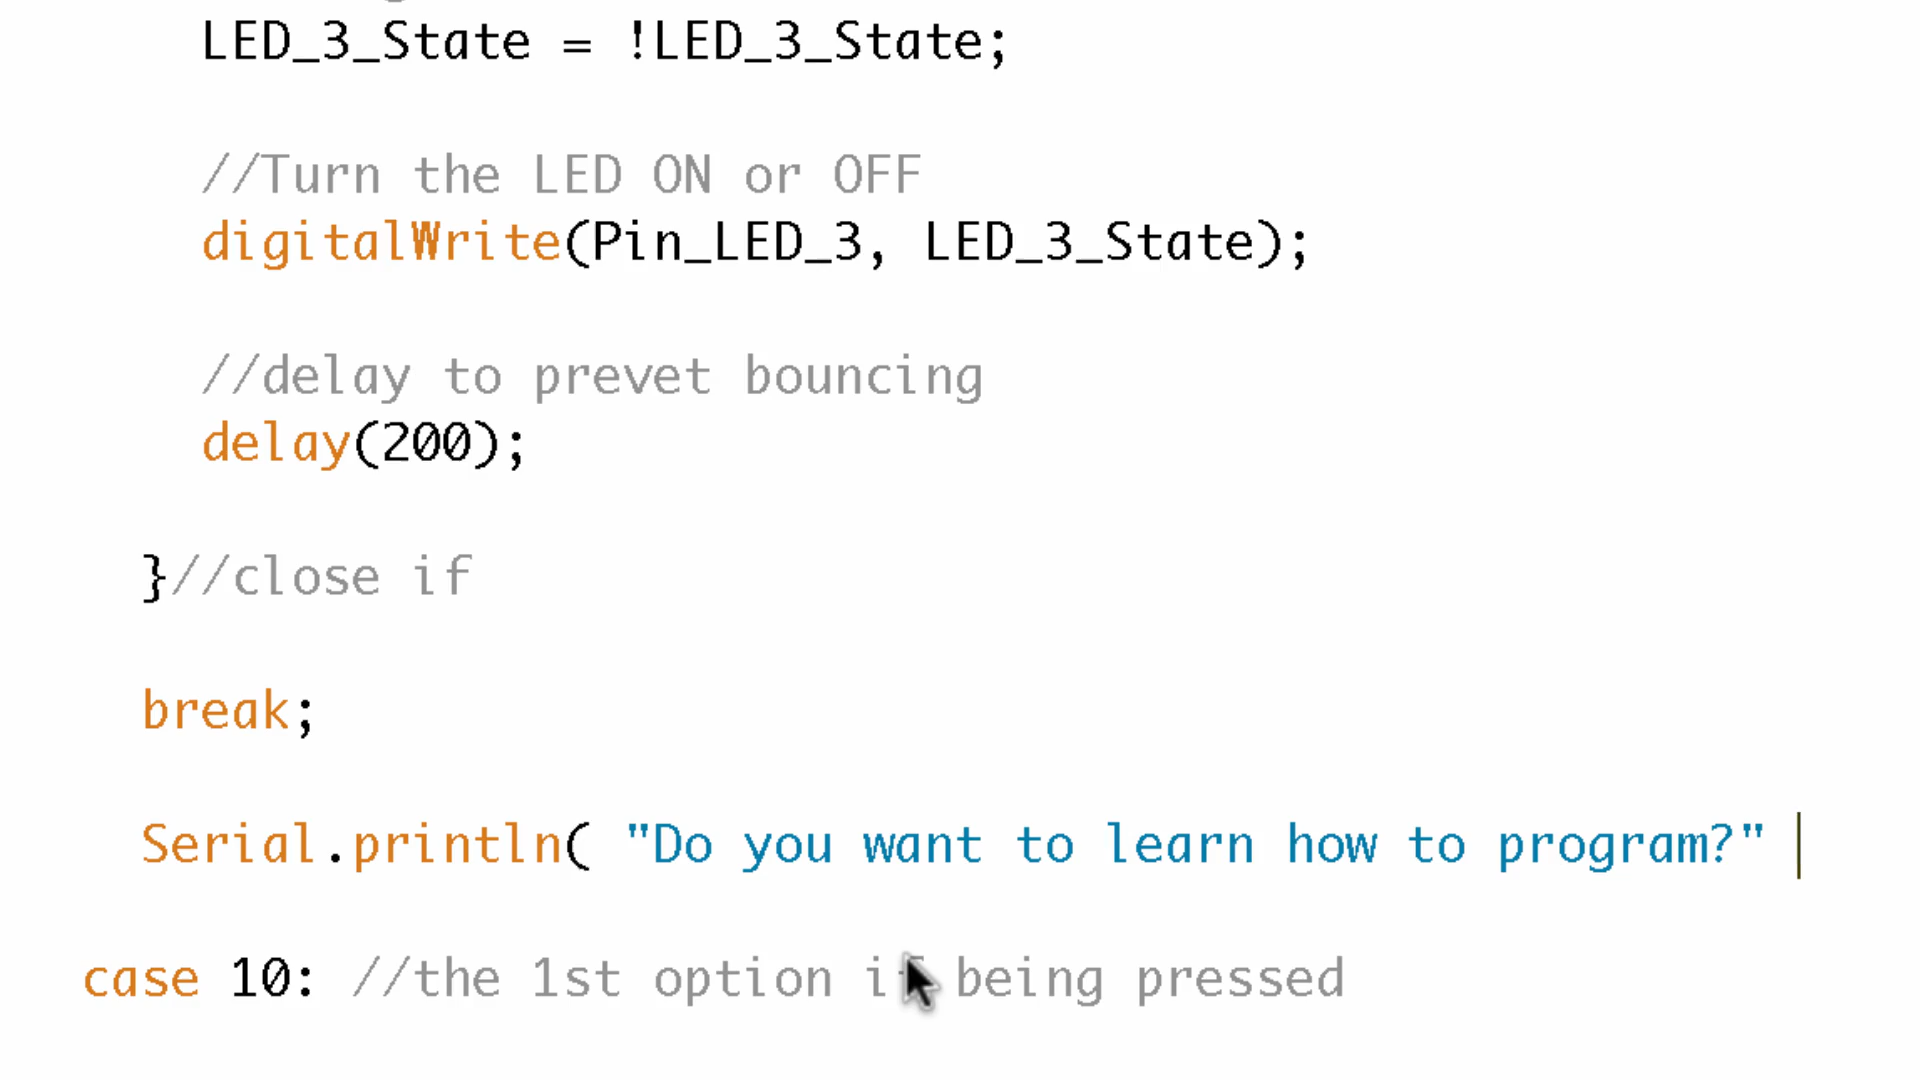 LED_3_State = !LED_3_State;
//Turn the LED ON or OFF
digitalWrite(Pin_LED_3, LED_3_State);
//delay to prevet bouncing
delay(200);
}//close if
break;
Serial.println( "Do you want to learn how to program?"
case 10: //the 1st option being pressed